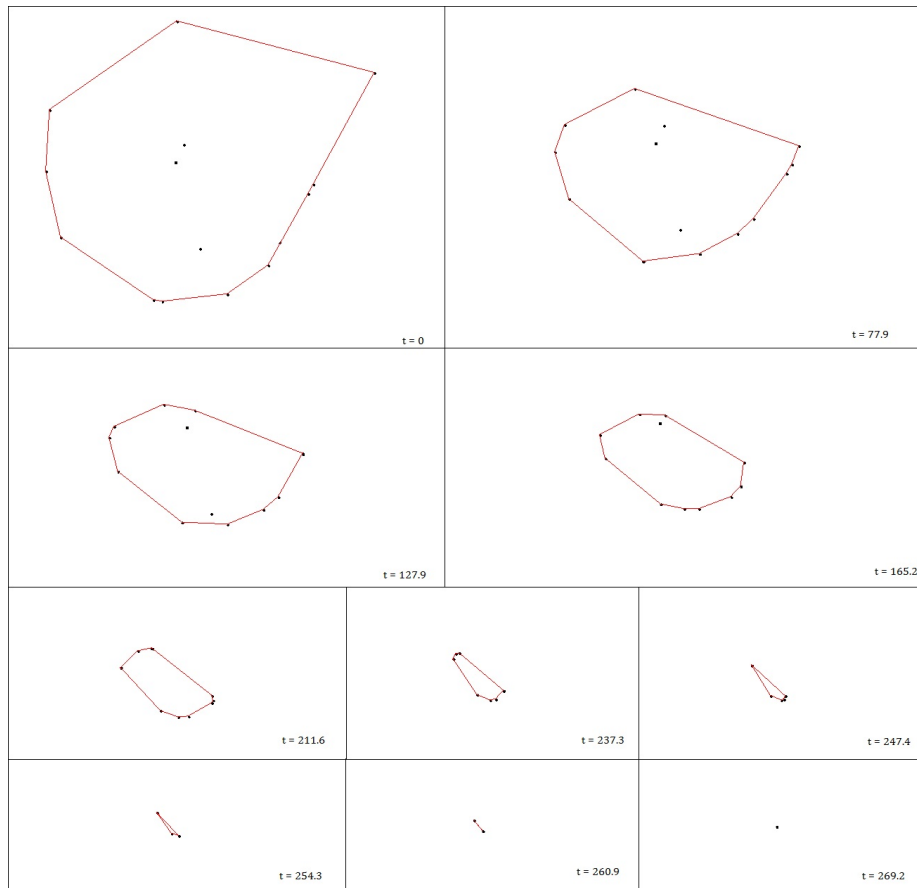 t = 0
t = 77.9
t = 127.9
t = 165.2
t = 211.6
t = 237.3
t = 247.4
t = 254.3
t = 260.9
t = 269.2